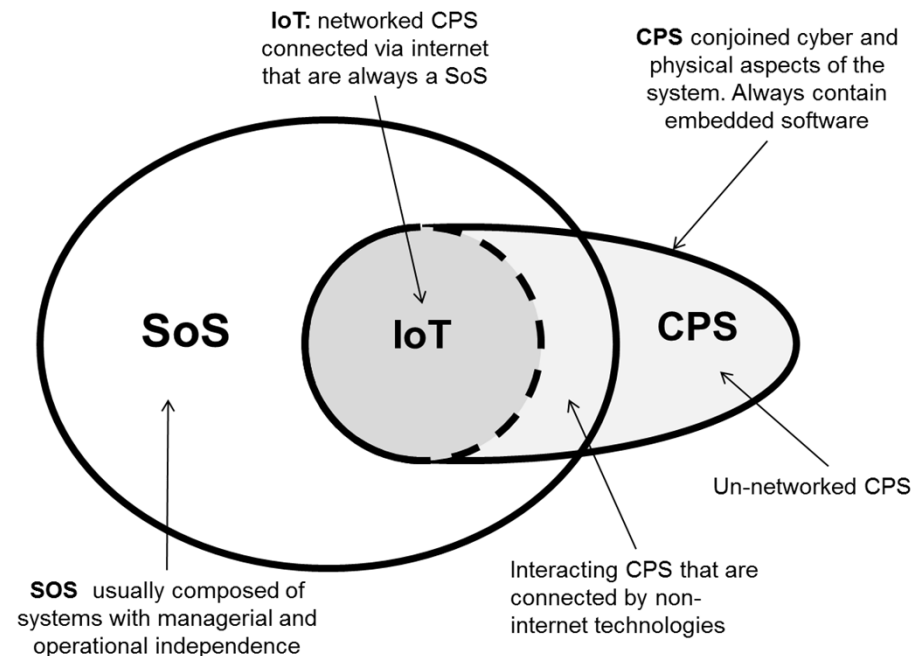 IoT: networked CPS
connected via internet
that are always a SoS
CPS conjoined cyber and
physical aspects of the
system. Always contain
embedded software
SoS
IoT
CPS
Un-networked CPS
Interacting CPS that are
connected by non-
internet technologies
SOS usually composed of
systems with managerial and
operational independence